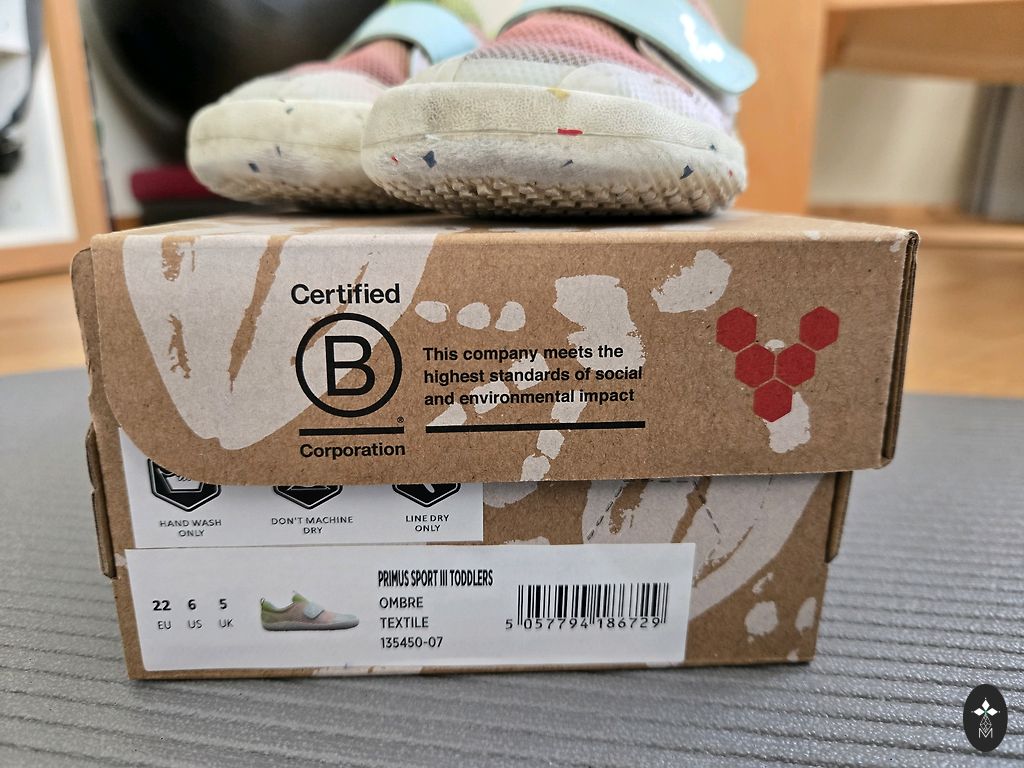 Certified
B
®
Corporation
This company meets the
highest standards of social
and environmental impact
HAND WASH
ONLY
DON'T MACHINE
DRY
LINE DRY
ONLY
22 6 5
EU US UK
PRIMUS SPORT III TODDLERS
OMBRE
TEXTILE
135450-07
5 057794 186729
M